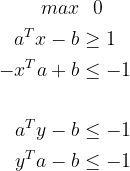 max 0
a^T x − b ≥ 1
−x^T a + b ≤ −1
a^T y − b ≤ −1
y^T a − b ≤ −1